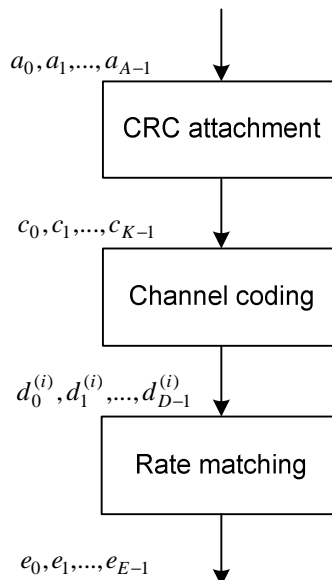 a_0, a_1,..., a_{A-1}
CRC attachment
c_0, c_1,..., c_{K-1}
Channel coding
d_0^{(i)}, d_1^{(i)},..., d_{D-1}^{(i)}
Rate matching
e_0, e_1,..., e_{E-1}